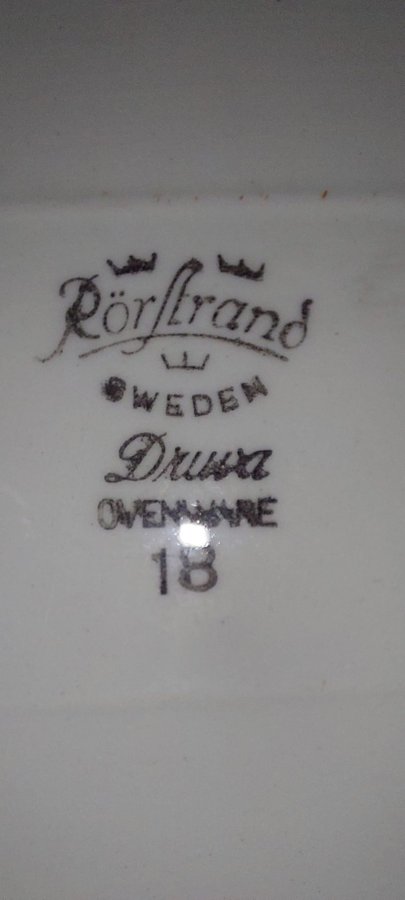 Rörstrand
SWEDEN
Druva
OVENWARE
18